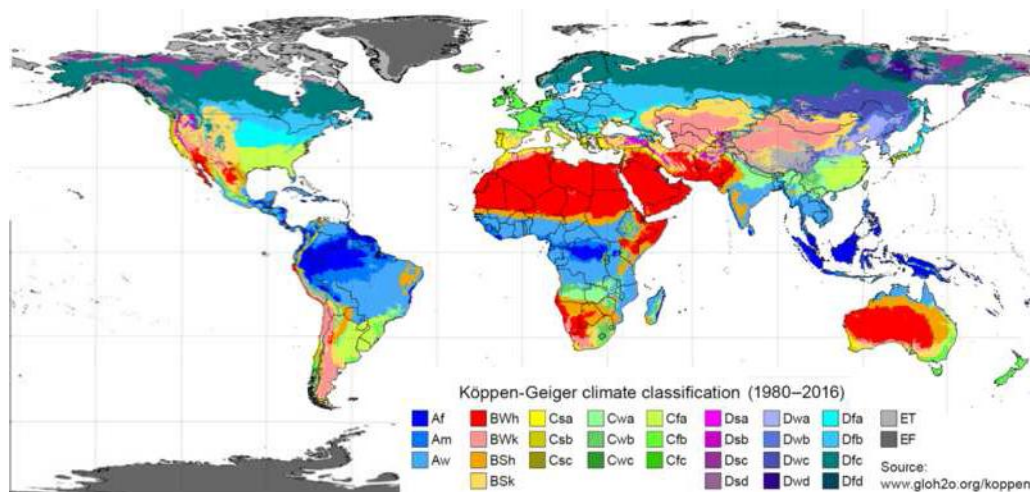 Köppen-Geiger climate classification (1980–2016)
Af BWh Csa Cwa Cfa Dsa Dwa Dfa ET
Am BWk Csb Cwb Cfb Dsb Dwb Dfb EF
Aw BSh Csc Cwc Cfc Dsc Dwc Dfc Source:
BSk Dsd Dwd Dfd www.gloh2o.org/koppen